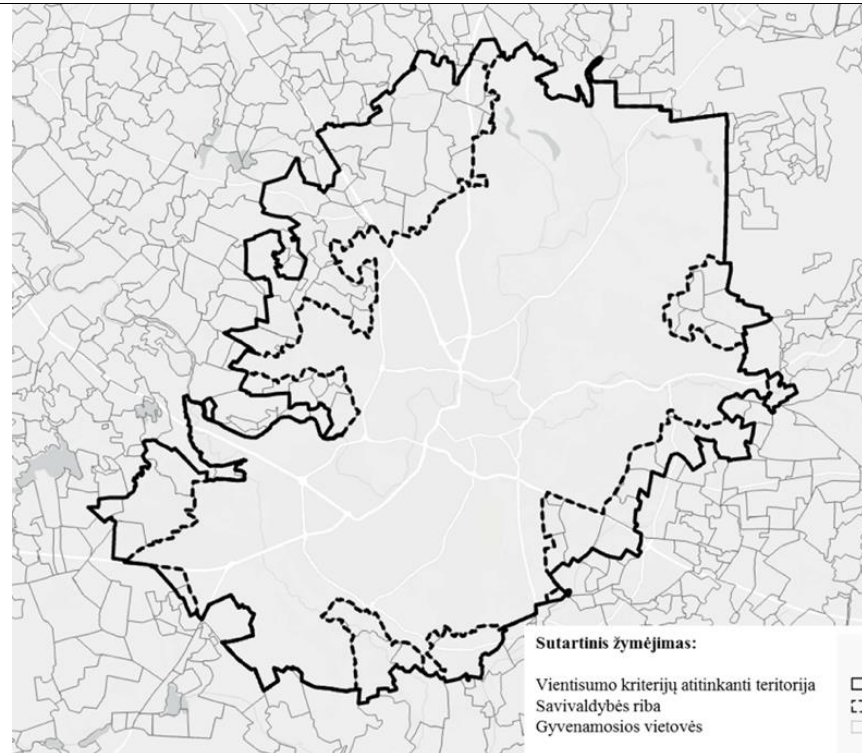 Sutartinis žymėjimas:
Vientisumo kriterijų atitinkanti teritorija
Savivaldybės riba
Gyvenamosios vietovės